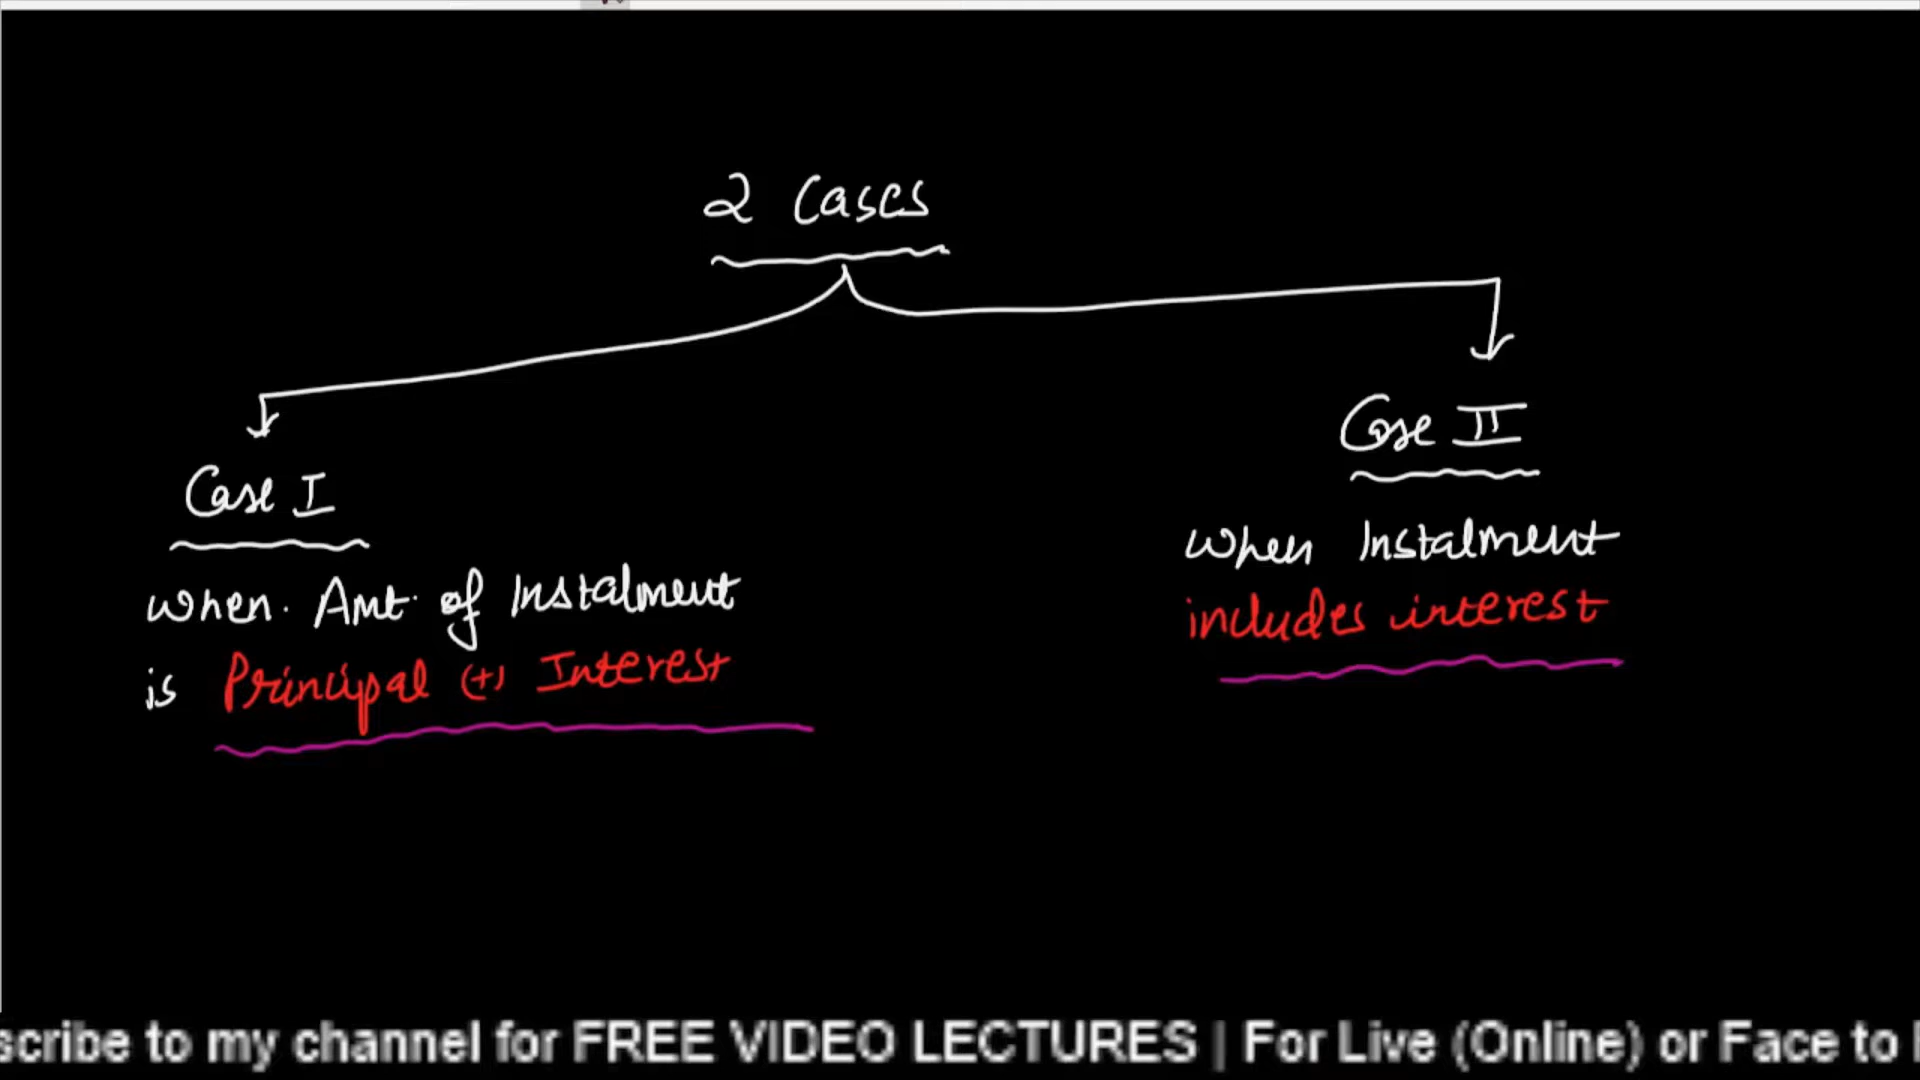 2 Cases
Case I
when. Amt. of Instalment
is Principal (+) Interest
Case II
when Instalment
includes interest
scribe to my channel for FREE VIDEO LECTURES | For Live (Online) or Face to